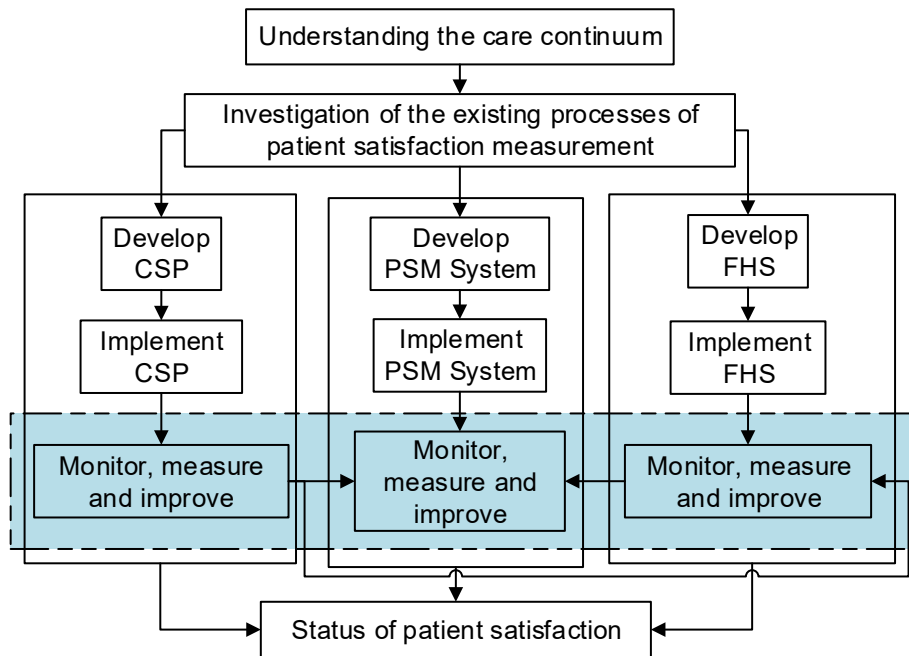 Understanding the care continuum
Investigation of the existing processes of
patient satisfaction measurement
Develop
CSP
Develop
PSM System
Develop
FHS
Implement
CSP
Implement
PSM System
Implement
FHS
Monitor, measure
and improve
Monitor,
measure and
improve
Monitor, measure
and improve
Status of patient satisfaction